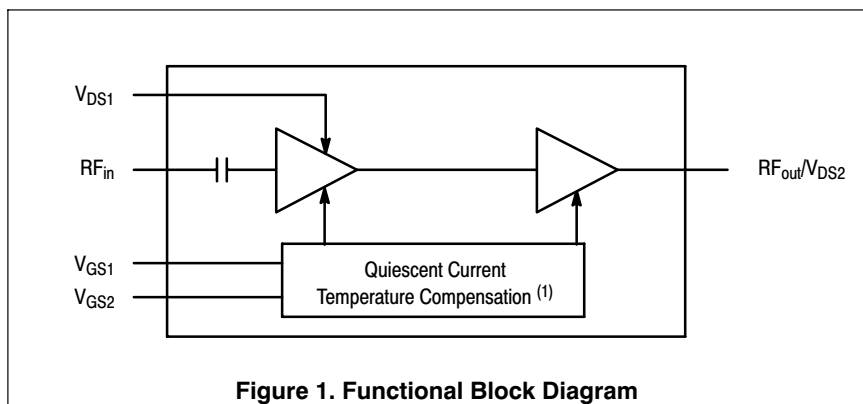 VDS1
RFin
VGS1
VGS2
Quiescent Current
Temperature Compensation (1)
RFout/VDS2
Figure 1. Functional Block Diagram